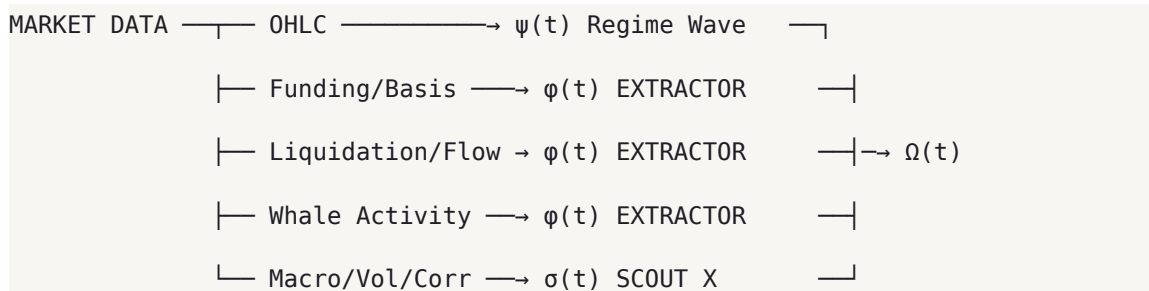 MARKET DATA ──┬── OHLC ──────────→ ψ(t) Regime Wave ──┐
├── Funding/Basis ───→ φ(t) EXTRACTOR ──┤
├── Liquidation/Flow → φ(t) EXTRACTOR ──┤─→ Ω(t)
├── Whale Activity ──→ φ(t) EXTRACTOR ──┤
└── Macro/Vol/Corr ──→ σ(t) SCOUT X ──┘